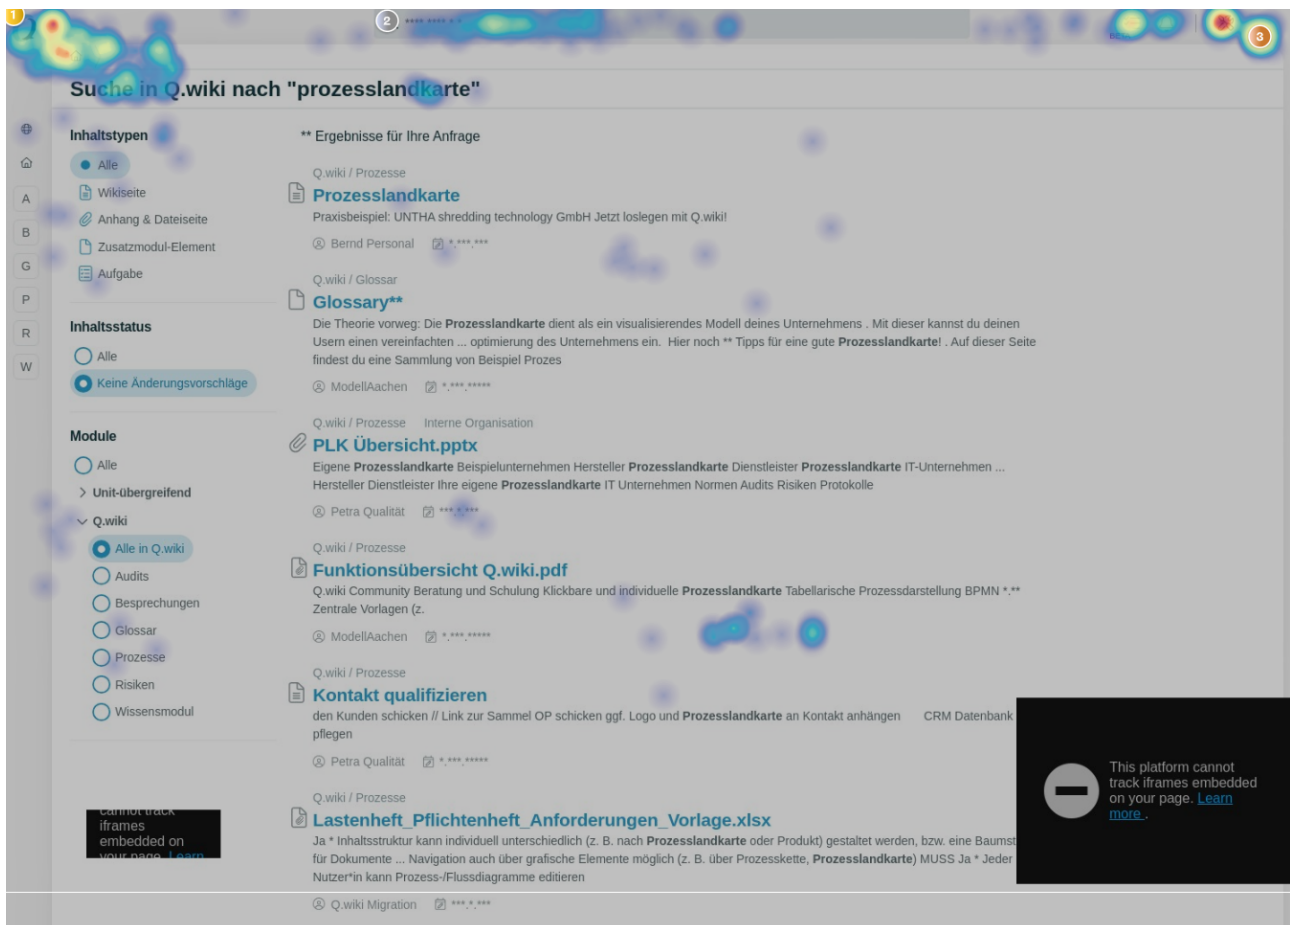 1
2
**** **** *.*
3
Suche in Q.wiki nach "prozesslandkarte"
Inhaltstypen
Alle
Wikiseite
Anhang & Dateiseite
Zusatzmodul-Element
Aufgabe
Inhaltsstatus
Alle
Keine Änderungsvorschläge
Module
Alle
Unit-übergreifend
Q.wiki
Alle in Q.wiki
Audits
Besprechungen
Glossar
Prozesse
Risiken
Wissensmodul
A
B
G
P
R
W
** Ergebnisse für Ihre Anfrage
Q.wiki / Prozesse
Prozesslandkarte
Praxisbeispiel: UNTHA shredding technology GmbH Jetzt loslegen mit Q.wiki!
Bernd Personal *.***.***
Q.wiki / Glossar
Glossary**
Die Theorie vorweg: Die Prozesslandkarte dient als ein visualisierendes Modell deines Unternehmens . Mit dieser kannst du deinen
Usern einen vereinfachten ... optimierung des Unternehmens ein. Hier noch ** Tipps für eine gute Prozesslandkarte! . Auf dieser Seite
findest du eine Sammlung von Beispiel Prozes
ModellAachen *.***.*****
Q.wiki / Prozesse Interne Organisation
PLK Übersicht.pptx
Eigene Prozesslandkarte Beispielunternehmen Hersteller Prozesslandkarte Dienstleister Prozesslandkarte IT-Unternehmen ...
Hersteller Dienstleister Ihre eigene Prozesslandkarte IT Unternehmen Normen Audits Risiken Protokolle
Petra Qualität ***.*.***
Q.wiki / Prozesse
Funktionsübersicht Q.wiki.pdf
Q.wiki Community Beratung und Schulung Klickbare und individuelle Prozesslandkarte Tabellarische Prozessdarstellung BPMN *.**
Zentrale Vorlagen (z.
ModellAachen *.***.*****
Q.wiki / Prozesse
Kontakt qualifizieren
den Kunden schicken // Link zur Sammel OP schicken ggf. Logo und Prozesslandkarte an Kontakt anhängen CRM Datenbank
pflegen
Petra Qualität *.***.*****
Q.wiki / Prozesse
Lastenheft_Pflichtenheft_Anforderungen_Vorlage.xlsx
Ja * Inhaltsstruktur kann individuell unterschiedlich (z. B. nach Prozesslandkarte oder Produkt) gestaltet werden, bzw. eine Baumst
für Dokumente ... Navigation auch über grafische Elemente möglich (z. B. über Prozesskette, Prozesslandkarte) MUSS Ja * Jeder
Nutzer*in kann Prozess-/Flussdiagramme editieren
Q.wiki Migration ***.*.***
cannot track
iframes
embedded on
your page. Learn
This platform cannot
track iframes embedded
on your page. Learn
more .